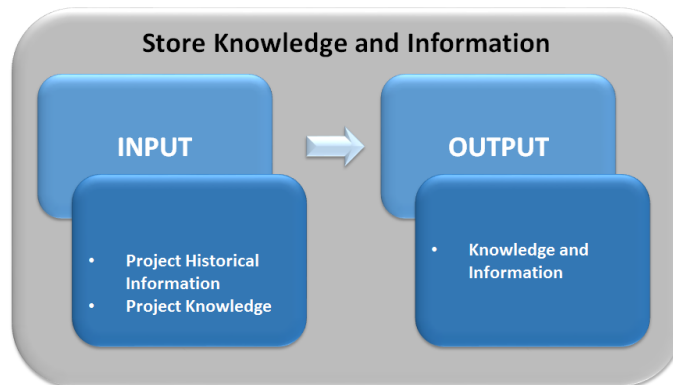 Store Knowledge and Information
INPUT
OUTPUT
• Project Historical
Information
• Project Knowledge
• Knowledge and
Information